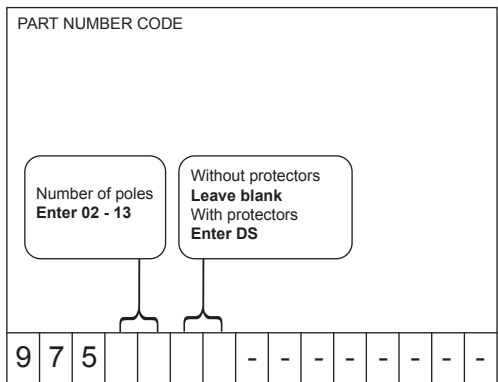 PART NUMBER CODE
Number of poles
Enter 02 - 13
Without protectors
Leave blank
With protectors
Enter DS
9 7 5 - - - - - - - -